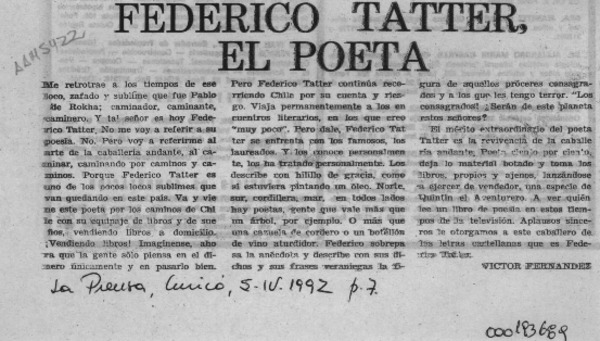 FEDERICO TATTER,
EL POETA
Me retrotrae a los tiempos de ese
loco, zafado y sublime que fue Pablo
de Rokha; caminador, caminante,
caminero. Y tal señor es hoy Fede-
rico Tatter. No me voy a referir a su
poesía. No. Pero voy a referirme al
arte de la caballería andante, al ca-
minar, caminando por caminos y ca-
minos. Porque Federico Tatter es
uno de los pocos locos sublimes que
van quedando en este país. Va y vie
ne este poeta por los caminos de Chi
le con su equipaje de libros y de sue
ños, vendiendo libros a domicilio.
¡Vendiendo libros! Imagínense, aho
ra que la gente sólo piensa en el di-
nero únicamente y en pasarlo bien.
Pero Federico Tatter continúa reco-
rriendo Chile por su cuenta y ries-
go. Viaja permanentemente a los en
cuentros literarios, en los que creo
"muy poco". Pero dale, Federico Tat
ter se enfrenta con los famosos, los
laureados. Y los conoce personalmen
te, los ha tratado personalmente. Los
describe con hilillo de gracia, como
si estuviera pintando un óleo. Norte,
sur, cordillera, mar, en todos lados
hay poetas, gente que vale más que
un árbol, por ejemplo. O más que
una cazuela de cordero o un botellón
de vino aturdidor. Federico sobrepa
sa la anécdota y describe con sus di-
chos y sus frases veraniegas la fi-
gura de aquellos próceres consagra-
dos y a los que les tengo terror. "Los
consagrados! ¿Serán de este planeta
estos señores?
El mérito extraordinario del poeta
Tatter es la revivencia de la caballe
ría andante. Poeta ciento por ciento,
deja lo material botado y toma los
libros, propios y ajenos, lanzándose
a ejercer de vendedor, una especie de
Quintín el Aventurero. A ver quién
lee un libro de poesía en estos tiem-
pos de la televisión. Aplausos since-
ros le otorgamos a este caballero de
las letras castellanas que es Fede-
rico Tatter.
VICTOR FERNANDEZ
La Prensa, Curicó, 5-IV-1992 p.7.
000193689